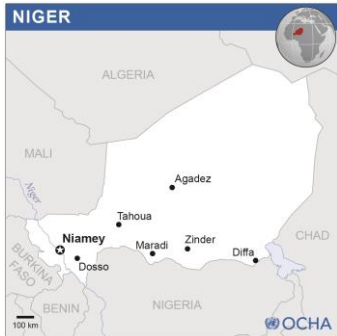 NIGER
ALGERIA
MALI
Niger
Agadez
Tahoua
Niamey
Maradi
Zinder
Diffa
CHAD
Dosso
BURKINA
FASO
BENIN
NIGERIA
100 km
OCHA